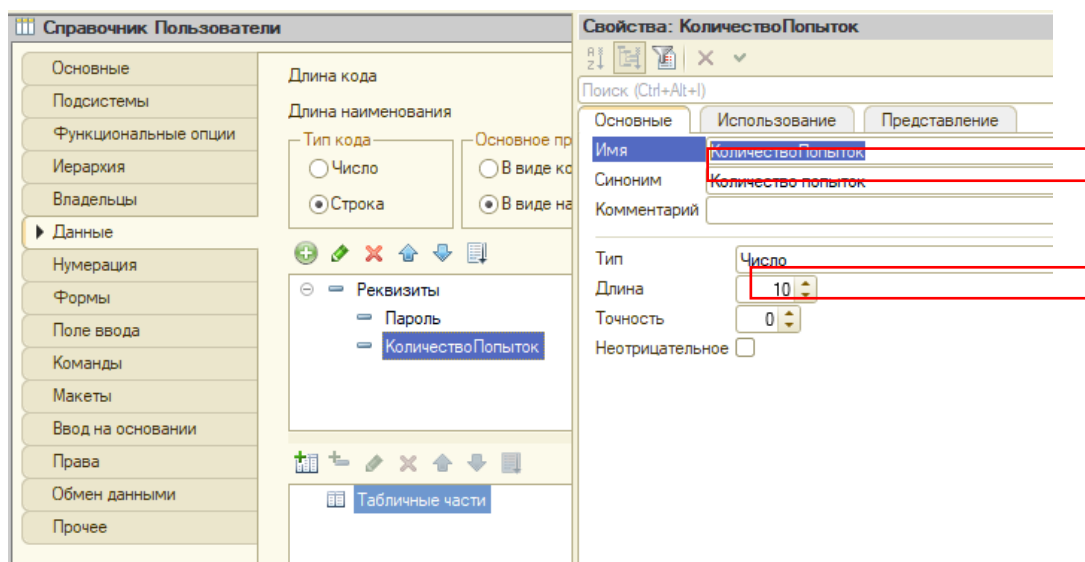 Справочник Пользователи
Основные
Подсистемы
Функциональные опции
Иерархия
Владельцы
Данные
Нумерация
Формы
Поле ввода
Команды
Макеты
Ввод на основании
Права
Обмен данными
Прочее
Длина кода
Длина наименования
Тип кода
Основное пр
Число
В виде ко
Строка
В виде на
Реквизиты
Пароль
КоличествоПопыток
Табличные части
Свойства: КоличествоПопыток
Поиск (Ctrl+Alt+I)
Основные Использование Представление
Имя КоличествоПопыток
Синоним Количество попыток
Комментарий
Тип Число
Длина 10
Точность 0
Неотрицательное